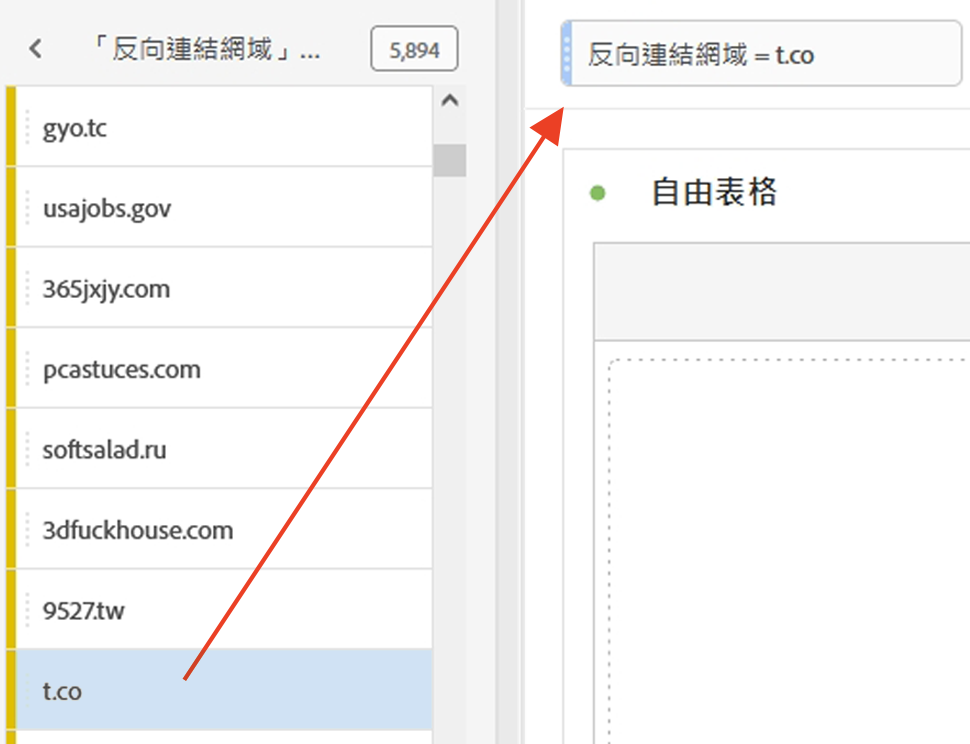 「反向連結網域」...
5,894
gyo.tc
usajobs.gov
365jxjy.com
pcastuces.com
softsalad.ru
3dfuckhouse.com
9527.tw
t.co
反向連結網域 = t.co
自由表格